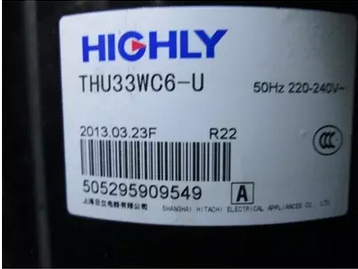 HIGHLY
THU33WC6-U 50Hz 220-240V~
2013.03.23F R22
CCC
505295909549 A
上海日立电器有限公司
SHANGHAI HITACHI ELECTRICAL APPLIANCES CO., LTD.